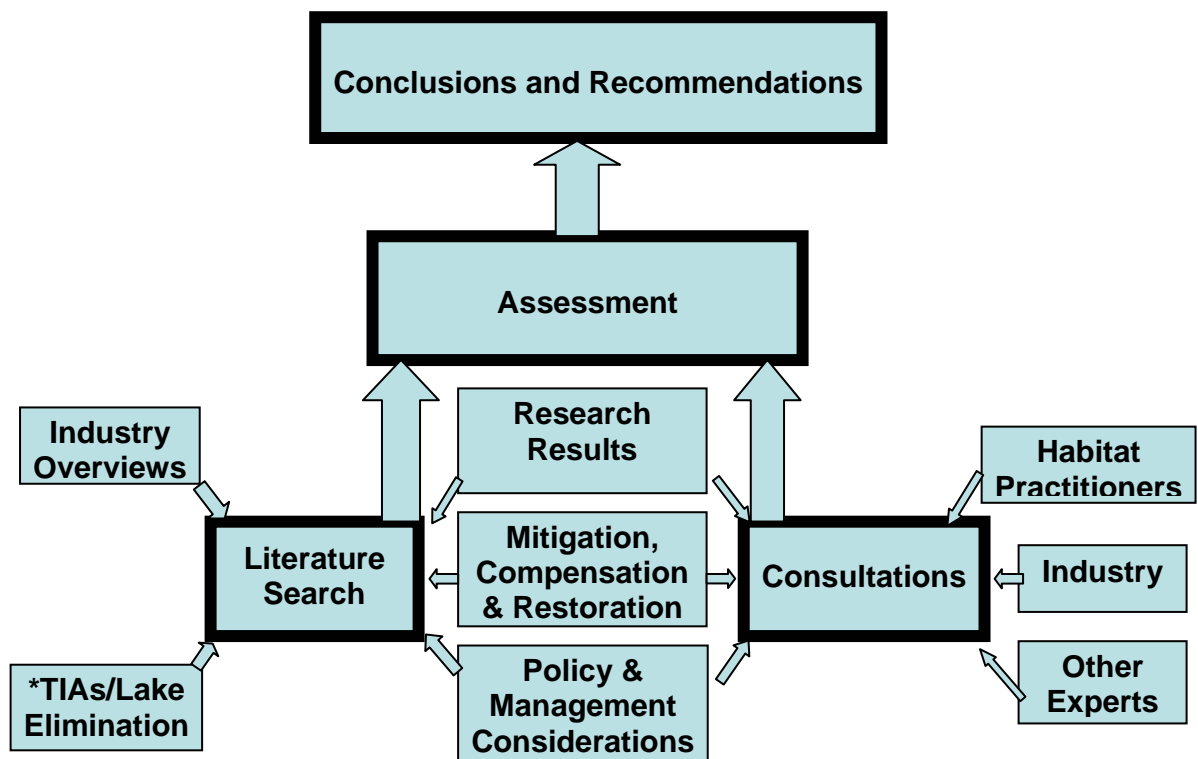 Conclusions and Recommendations
Assessment
Industry
Overviews
Research
Results
Habitat
Practitioners
Literature
Search
Mitigation,
Compensation
& Restoration
Consultations
Industry
*TIAs/Lake
Elimination
Policy &
Management
Considerations
Other
Experts